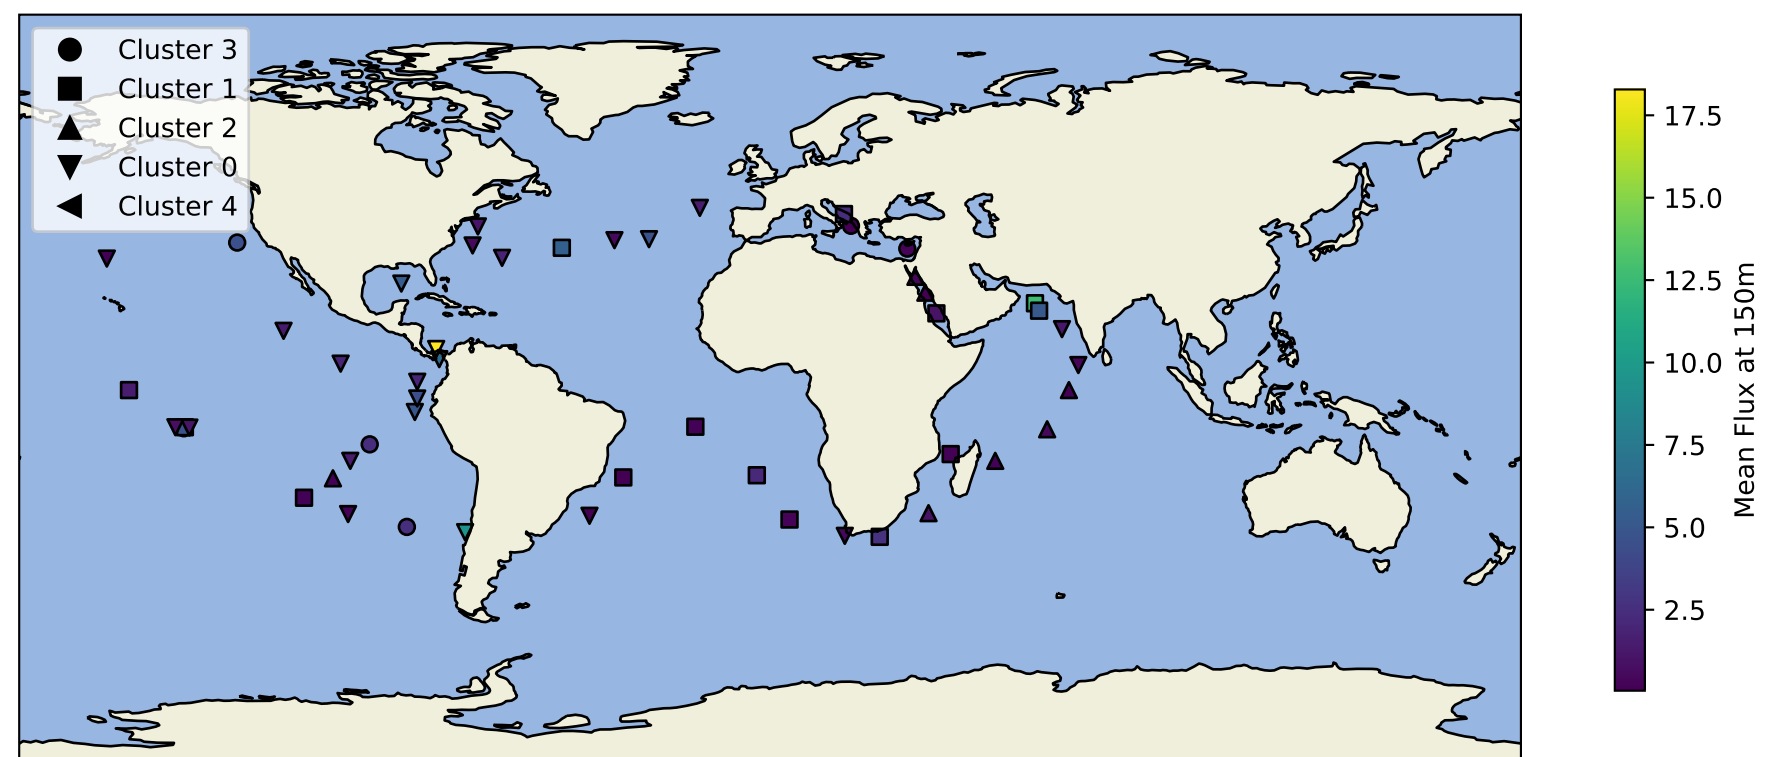 Cluster 3
Cluster 1
Cluster 2
Cluster 0
Cluster 4
17.5
15.0
12.5
10.0
7.5
5.0
2.5
Mean Flux at 150m